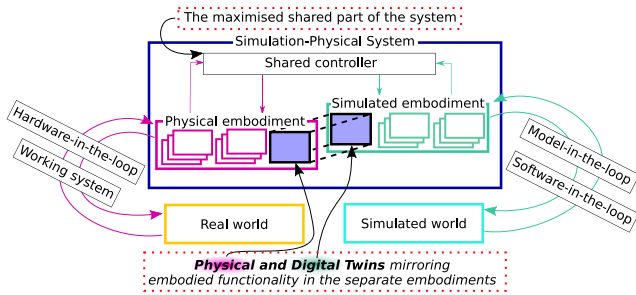 The maximised shared part of the system
Simulation-Physical System
Shared controller
Physical embodiment
Simulated embodiment
Hardware-in-the-loop
Working system
Model-in-the-loop
Software-in-the-loop
Real world
Simulated world
Physical and Digital Twins mirroring
embodied functionality in the separate embodiments